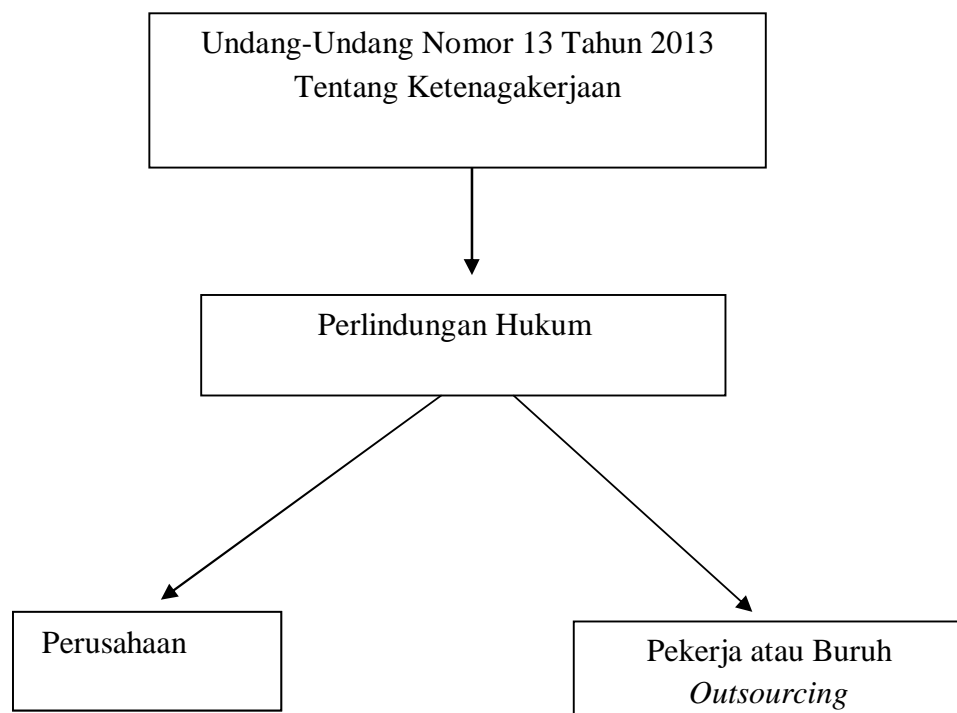 Undang-Undang Nomor 13 Tahun 2013
Tentang Ketenagakerjaan
Perlindungan Hukum
Perusahaan
Pekerja atau Buruh
Outsourcing